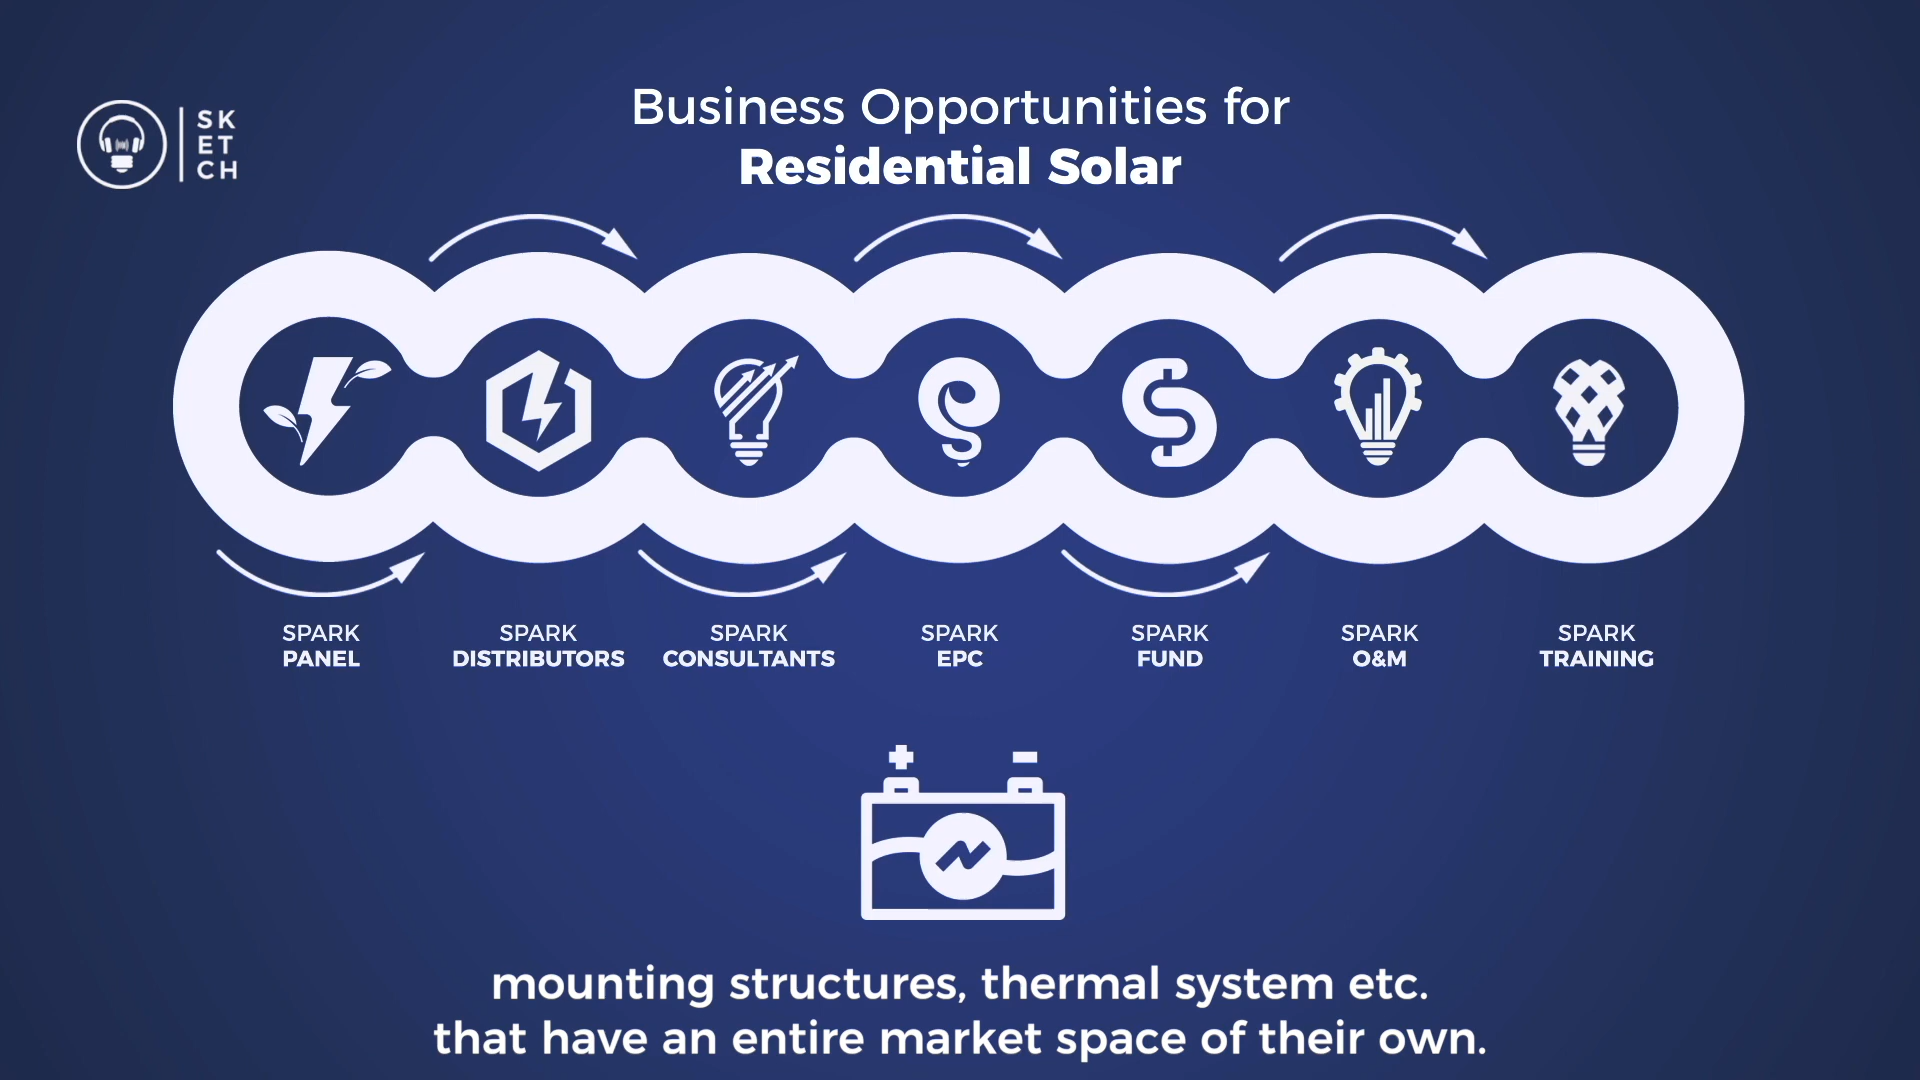 SK
ET
CH
Business Opportunities for
Residential Solar
SPARK
PANEL
SPARK
DISTRIBUTORS
SPARK
CONSULTANTS
SPARK
EPC
SPARK
FUND
SPARK
O&M
SPARK
TRAINING
mounting structures, thermal system etc.
that have an entire market space of their own.